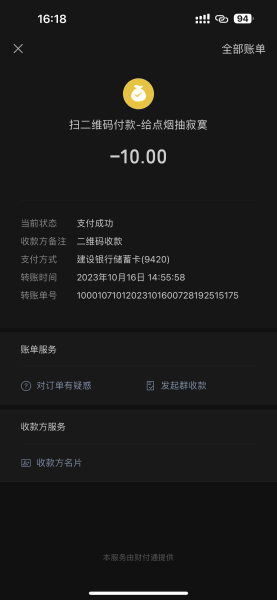 16:18
94
全部账单
扫二维码付款-给点烟抽寂寞
-10.00
当前状态 支付成功
收款方备注 二维码收款
支付方式 建设银行储蓄卡(9420)
转账时间 2023年10月16日 14:55:58
转账单号 10001071012023101600728192515175
账单服务
对订单有疑惑 发起群收款
收款方服务
收款方名片
本服务由财付通提供